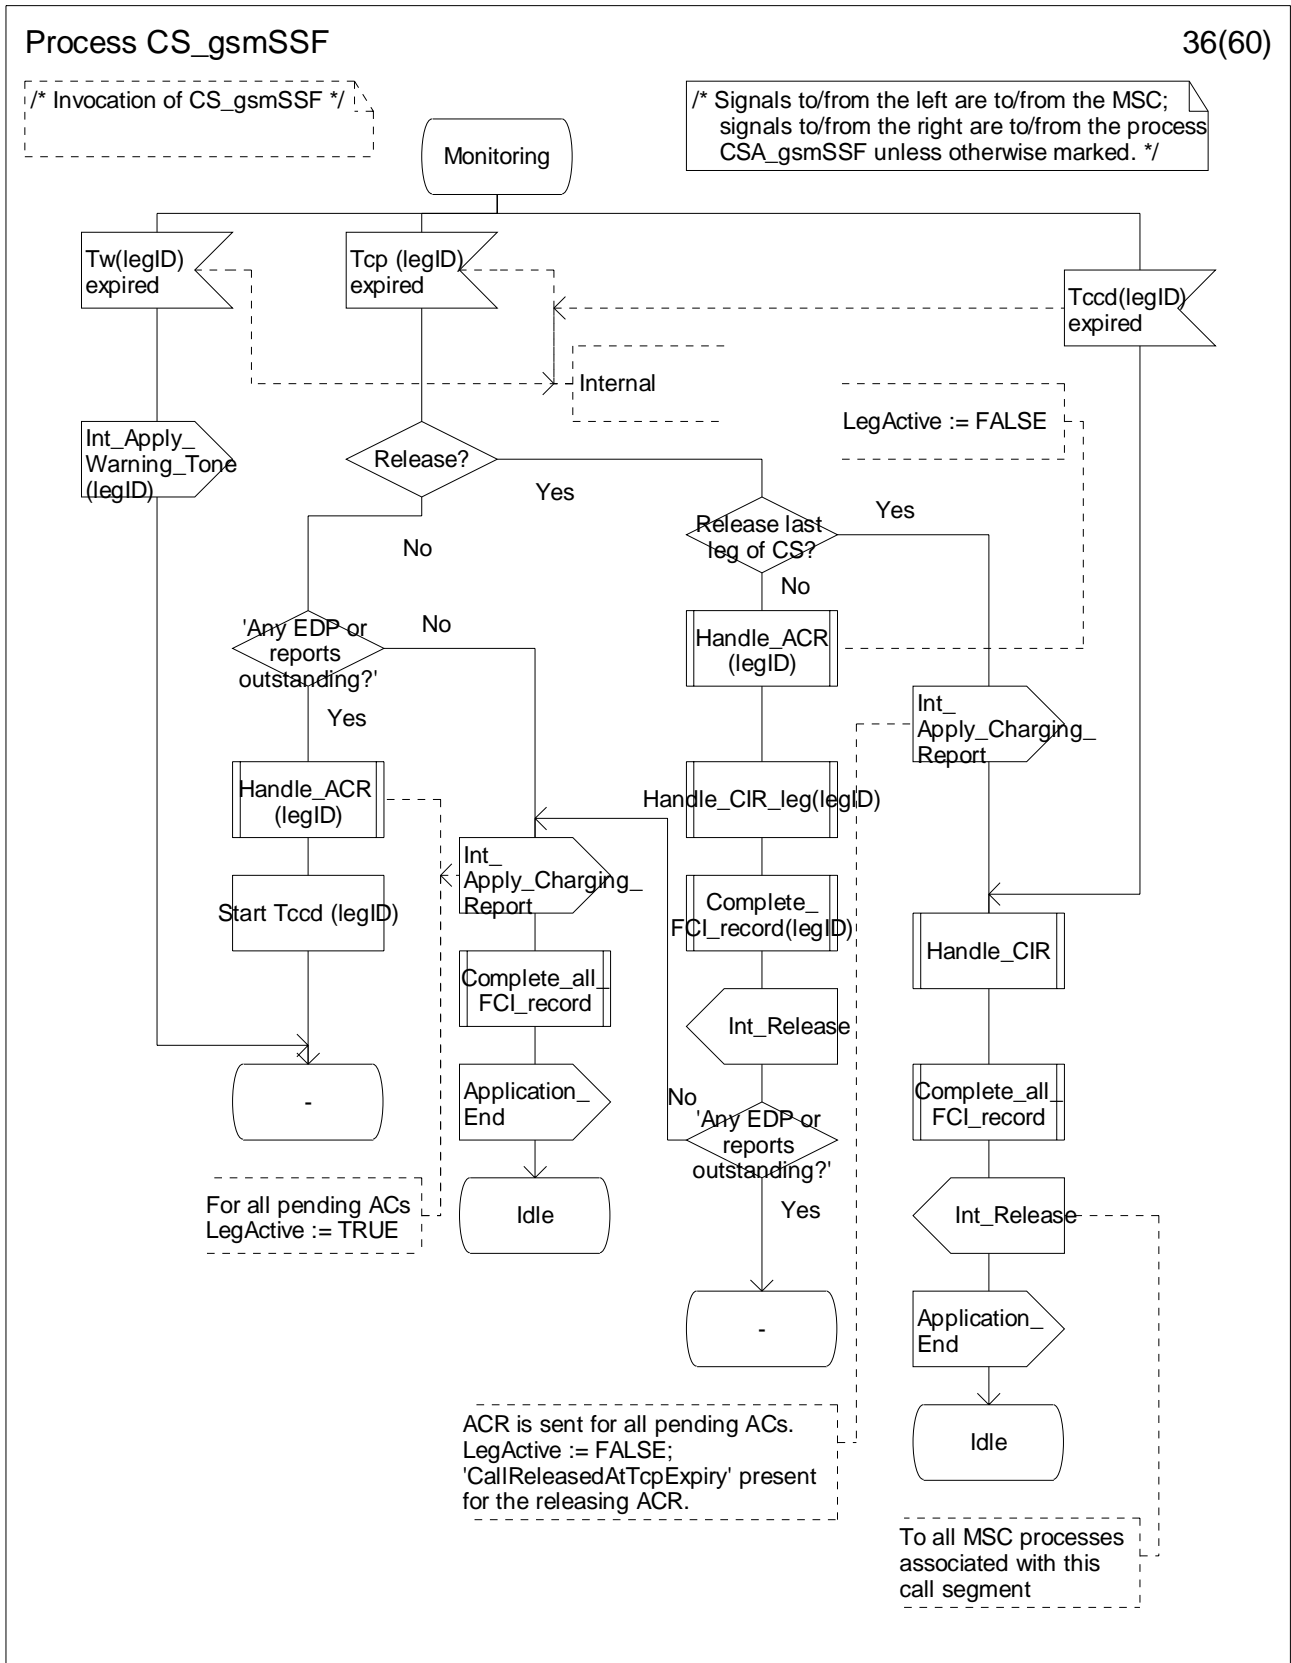 Process CS_gsmSSF
36(60)
/* Invocation of CS_gsmSSF */
/* Signals to/from the left are to/from the MSC;
signals to/from the right are to/from the process
CSA_gsmSSF unless otherwise marked. */
Monitoring
Tw(legID)
expired
Tcp (legID)
expired
Tccd(legID)
expired
Internal
LegActive := FALSE
Int_Apply_
Warning_Tone
(legID)
Release?
Yes
No
Release last
leg of CS?
Yes
No
'Any EDP or
reports
outstanding?'
No
Yes
Handle_ACR
(legID)
Int_
Apply_Charging_
Report
Handle_ACR
(legID)
Handle_CIR_leg(legID)
Int_
Apply_Charging_
Report
Start Tccd (legID)
Complete_
FCI_record(legID)
Handle_CIR
Complete_all_
FCI_record
Int_Release
Application_
End
No
'Any EDP or
reports
outstanding?'
Yes
Complete_all_
FCI_record
-
For all pending ACs
LegActive := TRUE
Idle
Int_Release
-
Application_
End
ACR is sent for all pending ACs.
LegActive := FALSE;
'CallReleasedAtTcpExpiry' present
for the releasing ACR.
Idle
To all MSC processes
associated with this
call segment